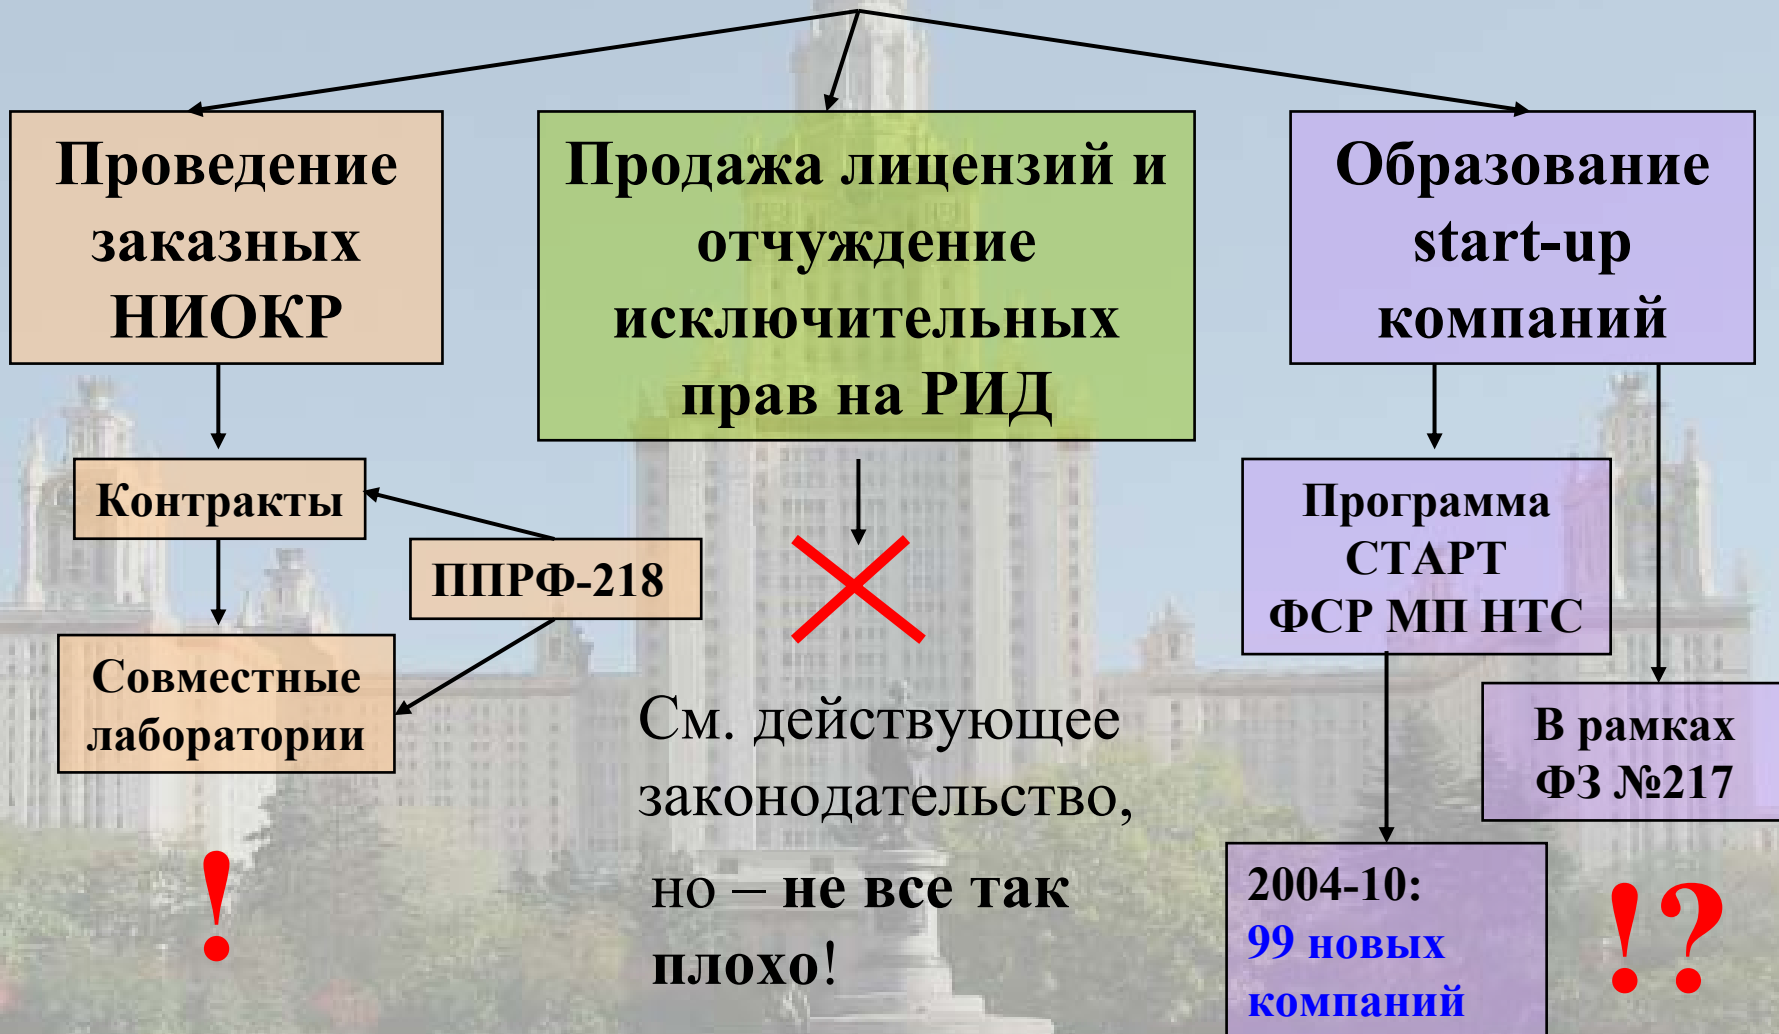 Проведение
заказных
НИОКР
Продажа лицензий и
отчуждение
исключительных
прав на РИД
Образование
start-up
компаний
Контракты
ППРФ-218
Совместные
лаборатории
!
См. действующее
законодательство,
но – не все так
плохо!
Программа
СТАРТ
ФСР МП НТС
В рамках
ФЗ №217
2004-10:
99 новых
компаний
!?